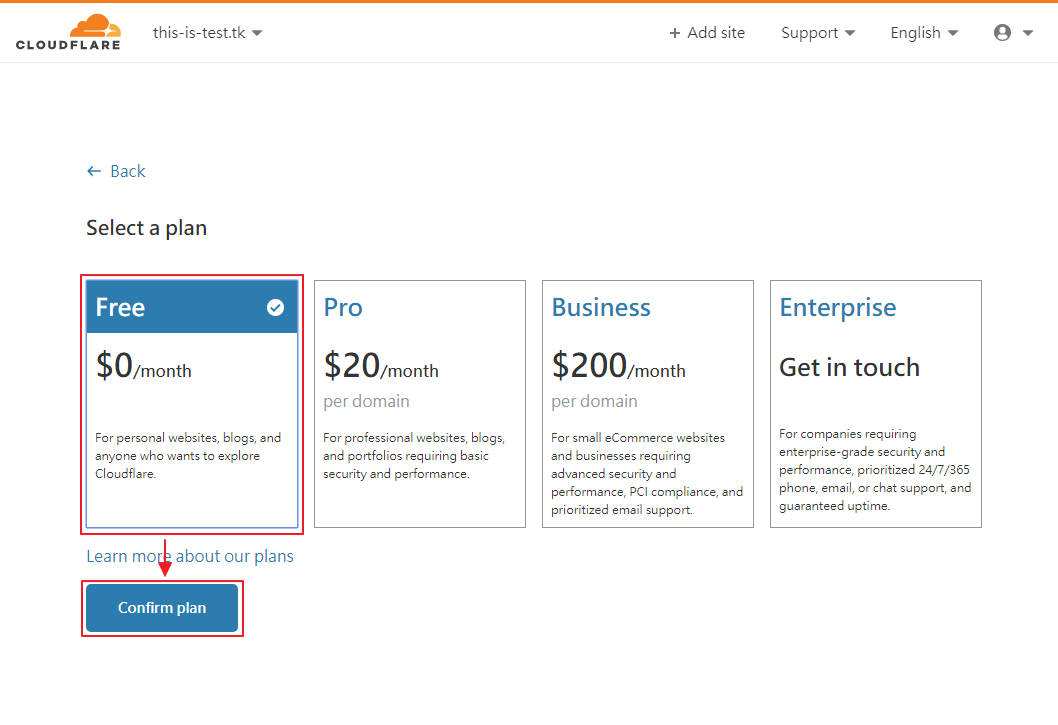 CLOUDFLARE
this-is-test.tk
+ Add site
Support
English
← Back
Select a plan
Free
$0/month
For personal websites, blogs, and
anyone who wants to explore
Cloudflare.
Pro
$20/month
per domain
For professional websites, blogs,
and portfolios requiring basic
security and performance.
Business
$200/month
per domain
For small eCommerce websites
and businesses requiring
advanced security and
performance, PCI compliance, and
prioritized email support.
Enterprise
Get in touch
For companies requiring
enterprise-grade security and
performance, prioritized 24/7/365
phone, email, or chat support, and
guaranteed uptime.
Learn more about our plans
Confirm plan